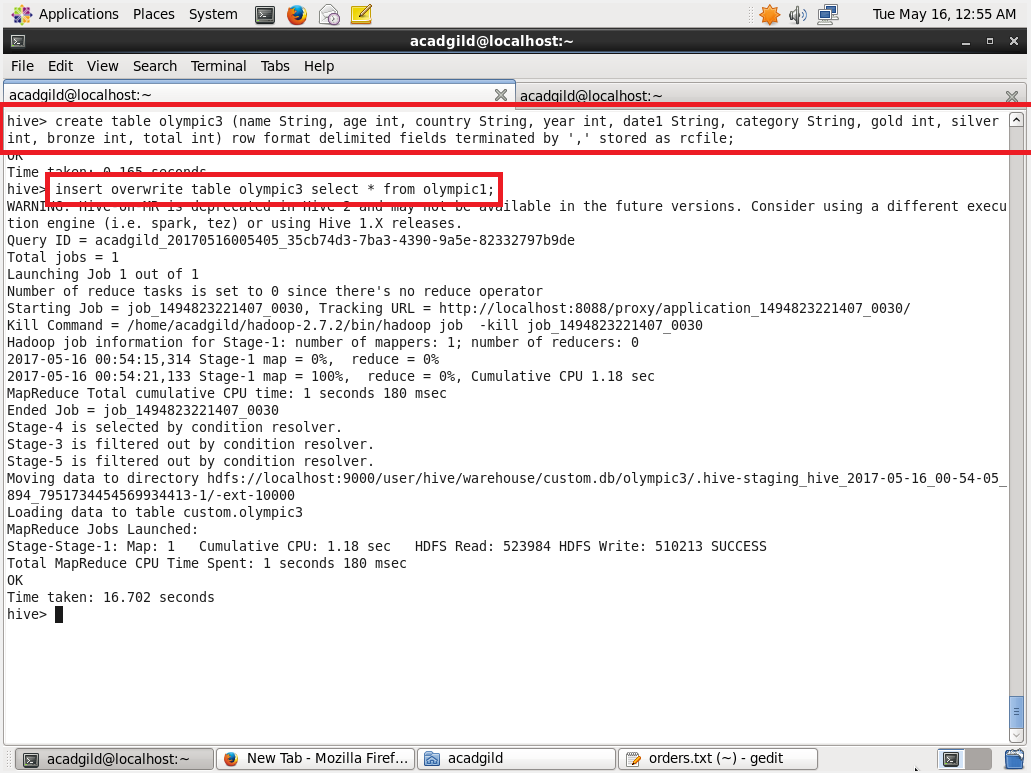 Applications Places System Tue May 16, 12:55 AM
acadgild@localhost:~
File Edit View Search Terminal Tabs Help
acadgild@localhost:~ acadgild@localhost:~
hive> create table olympic3 (name String, age int, country String, year int, date1 String, category String, gold int, silver
int, bronze int, total int) row format delimited fields terminated by ',' stored as rcfile;
OK
Time taken: 0.165 seconds
hive> insert overwrite table olympic3 select * from olympic1;
WARNING: Hive-on-MR is deprecated in Hive 2 and may not be available in the future versions. Consider using a different execu
tion engine (i.e. spark, tez) or using Hive 1.X releases.
Query ID = acadgild_20170516005405_35cb74d3-7ba3-4390-9a5e-82332797b9de
Total jobs = 1
Launching Job 1 out of 1
Number of reduce tasks is set to 0 since there's no reduce operator
Starting Job = job_1494823221407_0030, Tracking URL = http://localhost:8088/proxy/application_1494823221407_0030/
Kill Command = /home/acadgild/hadoop-2.7.2/bin/hadoop job  -kill job_1494823221407_0030
Hadoop job information for Stage-1: number of mappers: 1; number of reducers: 0
2017-05-16 00:54:15,314 Stage-1 map = 0%,  reduce = 0%
2017-05-16 00:54:21,133 Stage-1 map = 100%,  reduce = 0%, Cumulative CPU 1.18 sec
MapReduce Total cumulative CPU time: 1 seconds 180 msec
Ended Job = job_1494823221407_0030
Stage-4 is selected by condition resolver.
Stage-3 is filtered out by condition resolver.
Stage-5 is filtered out by condition resolver.
Moving data to directory hdfs://localhost:9000/user/hive/warehouse/custom.db/olympic3/.hive-staging_hive_2017-05-16_00-54-05_
894_7951734454569934413-1/-ext-10000
Loading data to table custom.olympic3
MapReduce Jobs Launched:
Stage-Stage-1: Map: 1   Cumulative CPU: 1.18 sec   HDFS Read: 523984 HDFS Write: 510213 SUCCESS
Total MapReduce CPU Time Spent: 1 seconds 180 msec
OK
Time taken: 16.702 seconds
hive>
acadgild@localhost:~ New Tab - Mozilla Firef... acadgild orders.txt (~) - gedit